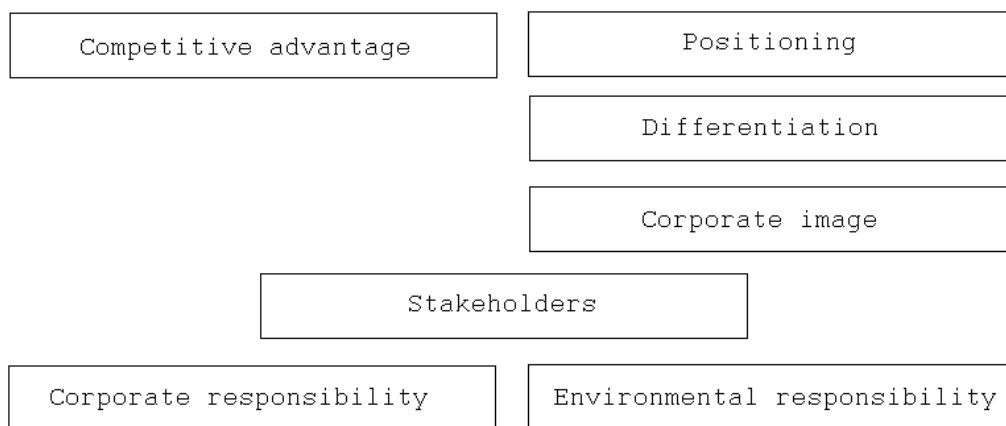 Competitive advantage
Positioning
Differentiation
Corporate image
Stakeholders
Corporate responsibility
Environmental responsibility